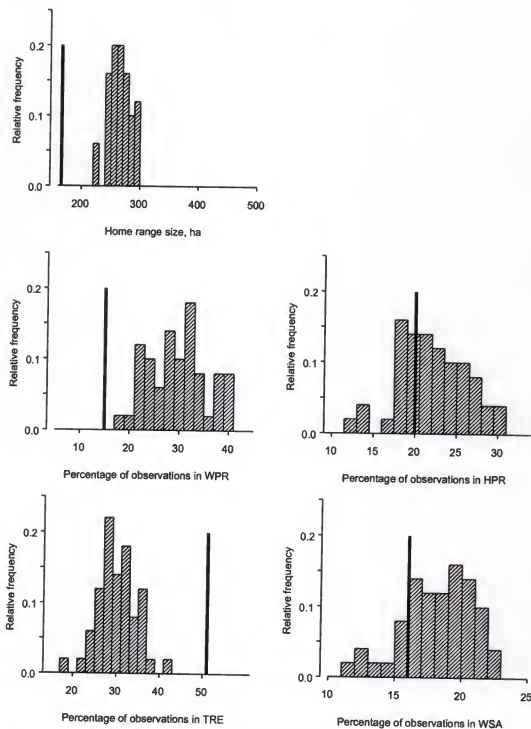 Relative frequency
0.2
0.1
0.0
200 300 400 500
Home range size, ha
Relative frequency
0.2
0.1
0.0
10 20 30 40
Percentage of observations in WPR
Relative frequency
0.2
0.1
0.0
10 15 20 25 30
Percentage of observations in HPR
Relative frequency
0.2
0.1
0.0
20 30 40 50
Percentage of observations in TRE
Relative frequency
0.2
0.1
0.0
10 15 20 25
Percentage of observations in WSA